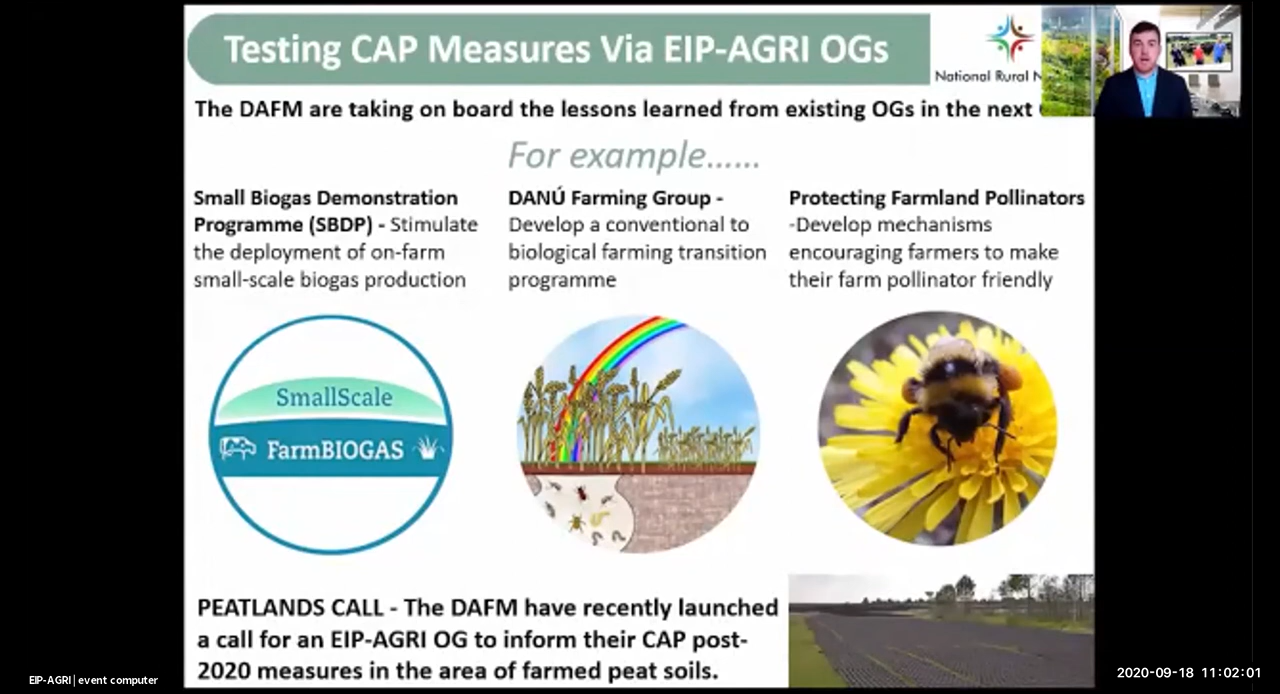 Testing CAP Measures Via EIP-AGRI OGs
National Rural
The DAFM are taking on board the lessons learned from existing OGs in the next
For example......
Small Biogas Demonstration
Programme (SBDP) - Stimulate
the deployment of on-farm
small-scale biogas production
DANÚ Farming Group -
Develop a conventional to
biological farming transition
programme
Protecting Farmland Pollinators
-Develop mechanisms
encouraging farmers to make
their farm pollinator friendly
SmallScale
FarmBIOGAS
PEATLANDS CALL - The DAFM have recently launched
a call for an EIP-AGRI OG to inform their CAP post-
2020 measures in the area of farmed peat soils.
EIP-AGRI | event computer
2020-09-18 11:02:01